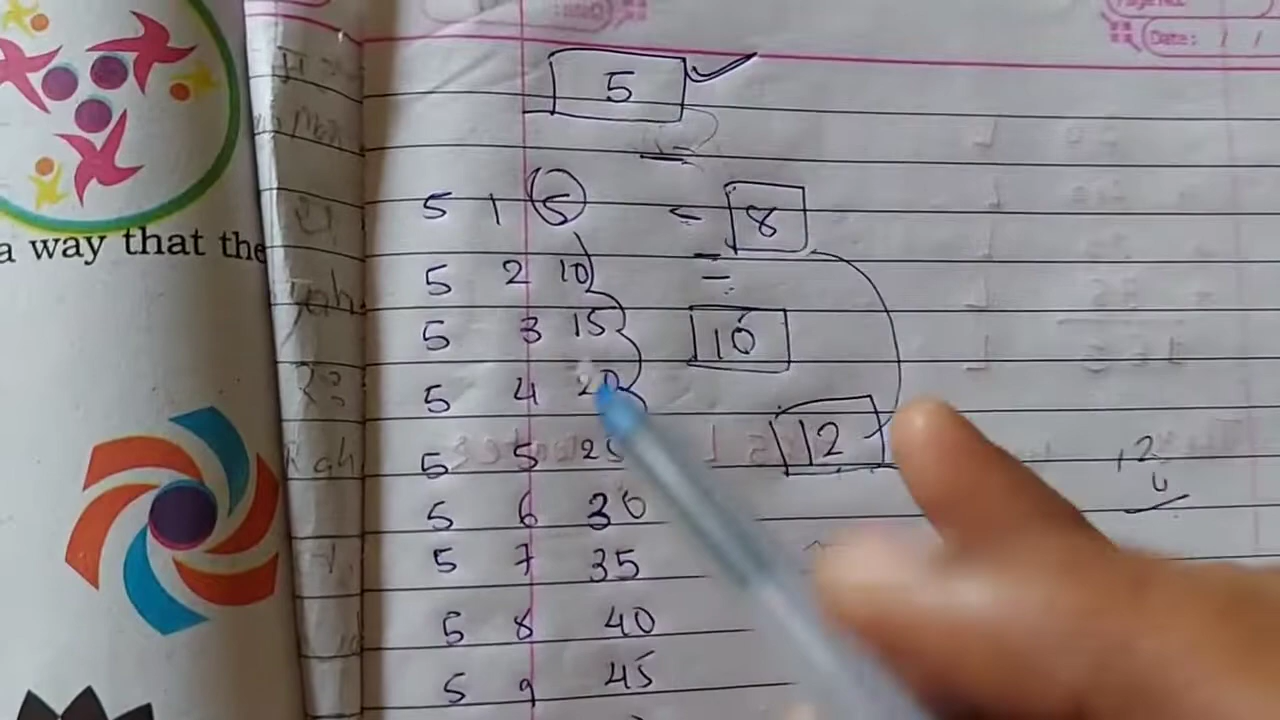 Date: / /
5
5 1 5 < 8
a way that the
5 2 10 =
5 3 15 10
5 4 20
5 5 25 12
12
5 6 30
5 7 35
5 8 40
5 9 45